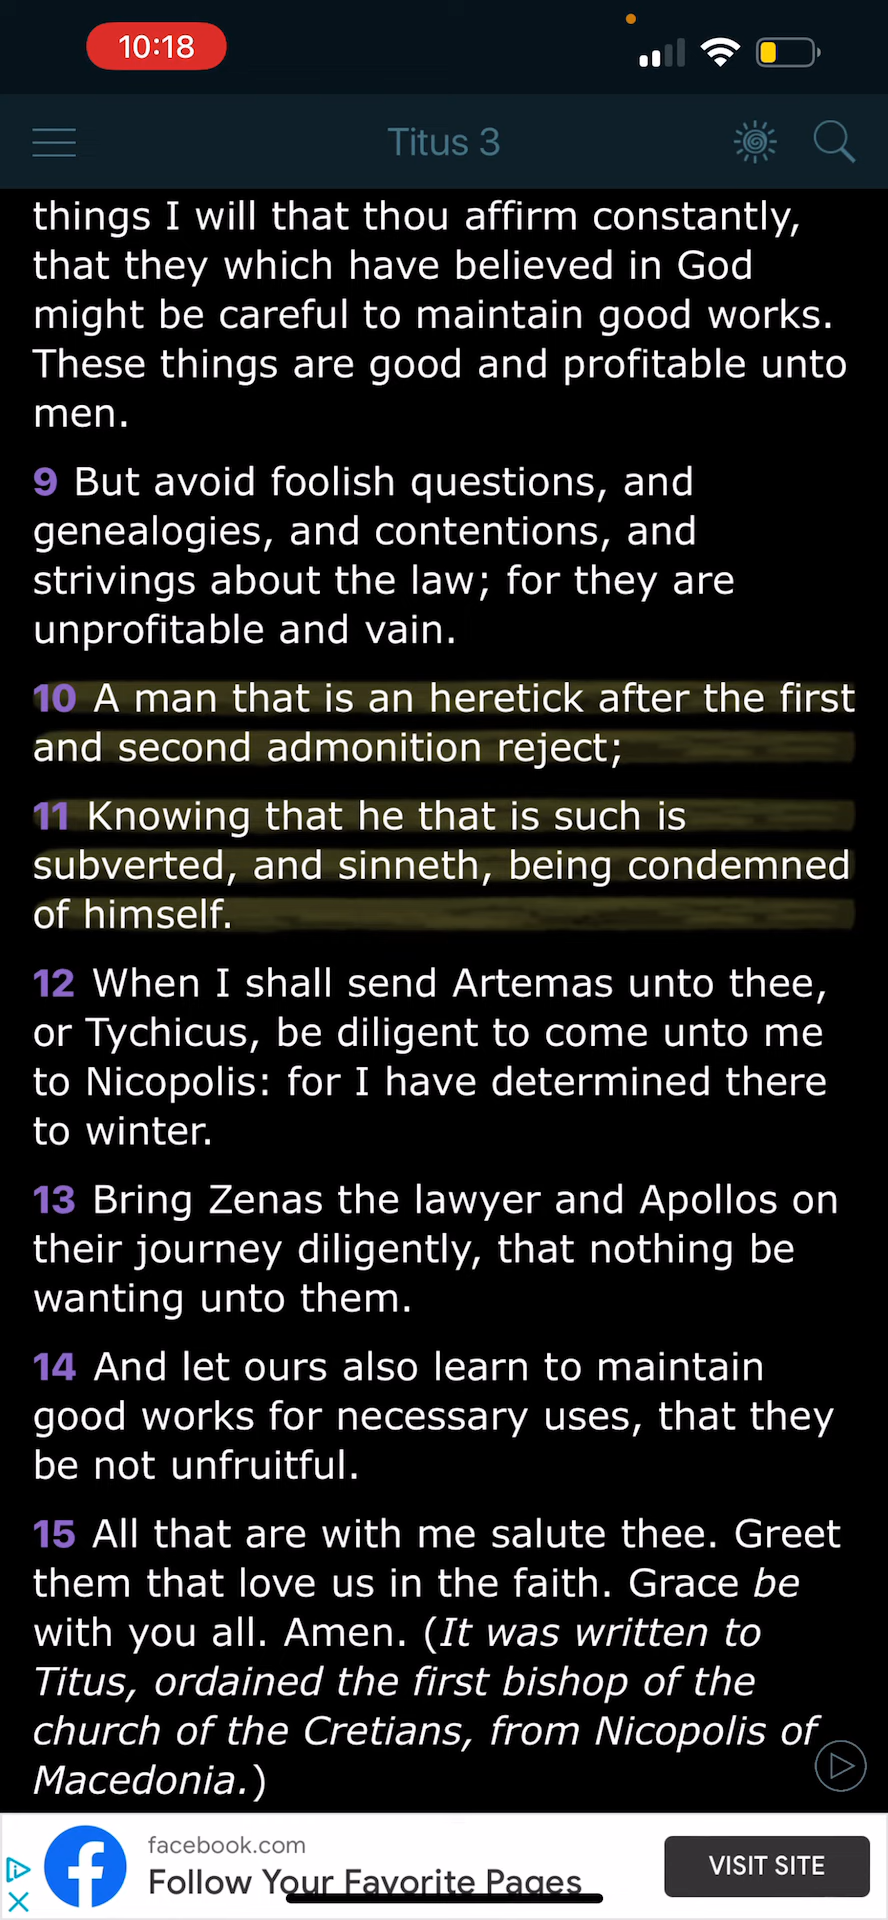 10:18
Titus 3
things I will that thou affirm constantly,
that they which have believed in God
might be careful to maintain good works.
These things are good and profitable unto
men.
9 But avoid foolish questions, and
genealogies, and contentions, and
strivings about the law; for they are
unprofitable and vain.
10 A man that is an heretick after the first
and second admonition reject;
11 Knowing that he that is such is
subverted, and sinneth, being condemned
of himself.
12 When I shall send Artemas unto thee,
or Tychicus, be diligent to come unto me
to Nicopolis: for I have determined there
to winter.
13 Bring Zenas the lawyer and Apollos on
their journey diligently, that nothing be
wanting unto them.
14 And let ours also learn to maintain
good works for necessary uses, that they
be not unfruitful.
15 All that are with me salute thee. Greet
them that love us in the faith. Grace be
with you all. Amen. (It was written to
Titus, ordained the first bishop of the
church of the Cretians, from Nicopolis of
Macedonia.)
facebook.com
Follow Your Favorite Pages
VISIT SITE